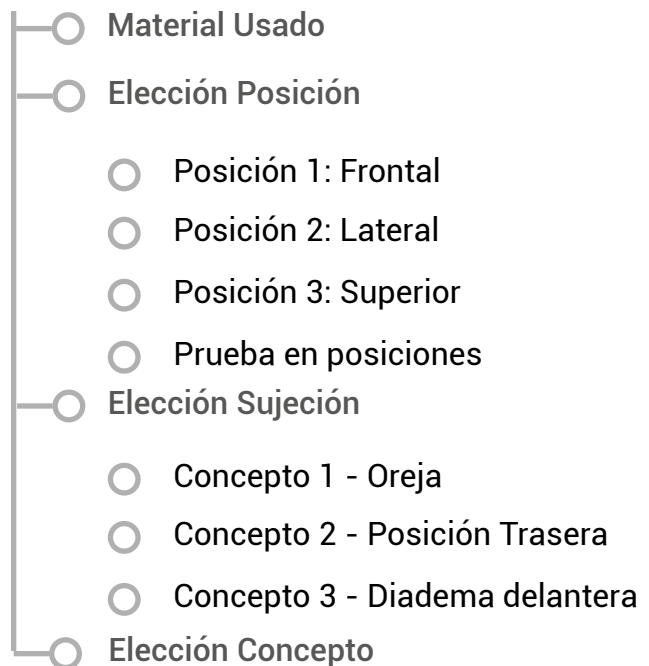 Material Usado
Elección Posición
Posición 1: Frontal
Posición 2: Lateral
Posición 3: Superior
Prueba en posiciones
Elección Sujeción
Concepto 1 - Oreja
Concepto 2 - Posición Trasera
Concepto 3 - Diadema delantera
Elección Concepto